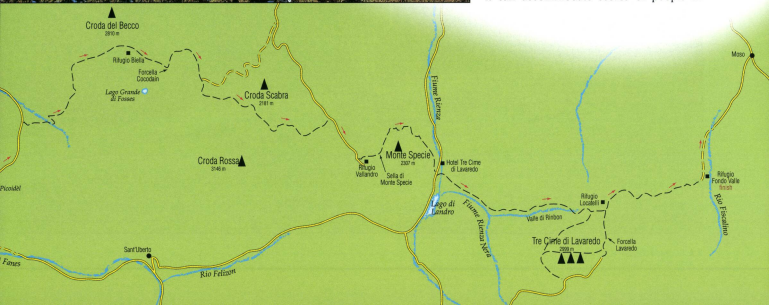 Croda del Becco
2810 m
Rifugio Biella
Forcella
Cocodain
Lago Grande
di Fosses
Croda Scabra
Croda Rossa
3146 m
Picoidèl
Sant'Uberto
Fanes
Rio Felizon
Rifugio
Vallandro
Monte Specie
2307 m
Sella di
Monte Specie
Fiume Rienza
Hotel Tre Cime
di Lavaredo
Lago di
Landro
Fiume Rienza Nera
Valle di Rinbon
Rifugio
Locatelli
Tre Cime di Lavaredo
2999 m
Forcella
Lavaredo
Moso
Rifugio
Fondo Valle
finish
Rio Fiscalino